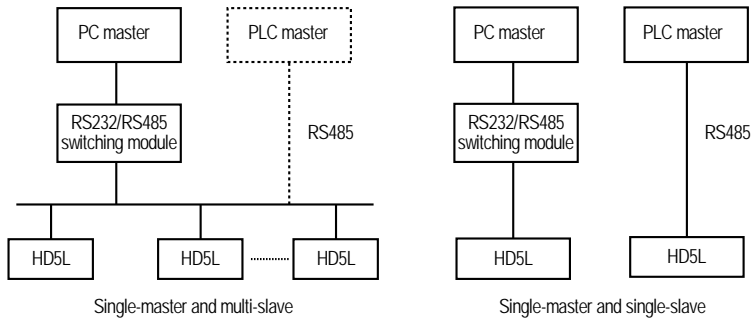 PC master
PLC master
RS232/RS485
switching module
RS485
HD5L
HD5L
HD5L
Single-master and multi-slave
PC master
PLC master
RS232/RS485
switching module
RS485
HD5L
HD5L
Single-master and single-slave